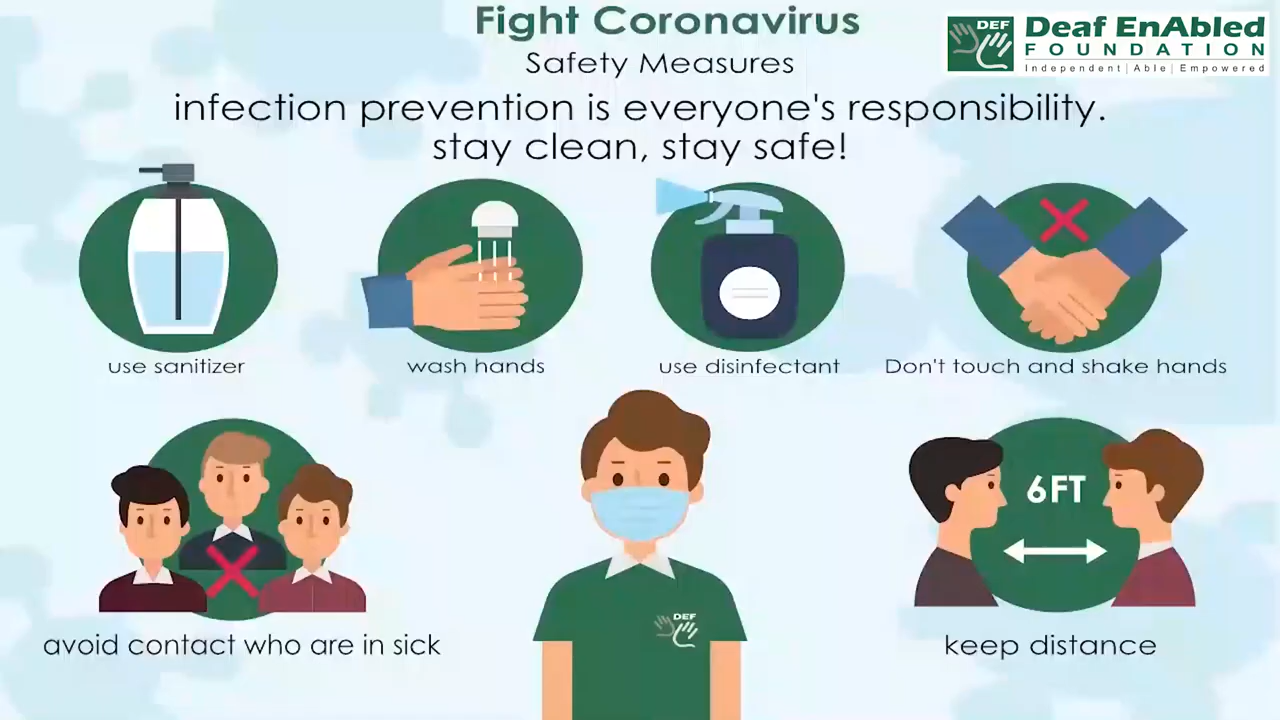 Fight Coronavirus
Safety Measures
DEF
Deaf EnAbled
FOUNDATION
Independent | Able | Empowered
infection prevention is everyone's responsibility.
stay clean, stay safe!
use sanitizer
wash hands
use disinfectant
Don't touch and shake hands
6FT
DEF
avoid contact who are in sick
keep distance